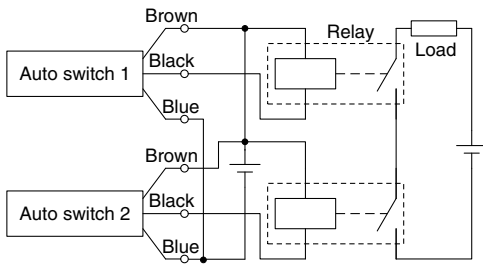 Brown
Relay
Load
Black
Auto switch 1
Blue
Brown
Black
Auto switch 2
Blue